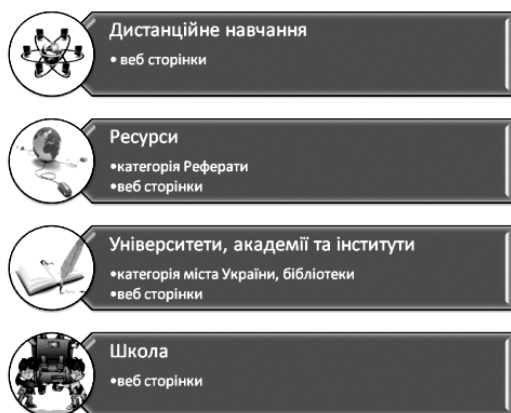 Дистанційне навчання
• веб сторінки
Ресурси
•категорія Реферати
•веб сторінки
Університети, академії та інститути
•категорія міста України, бібліотеки
•веб сторінки
Школа
•веб сторінки